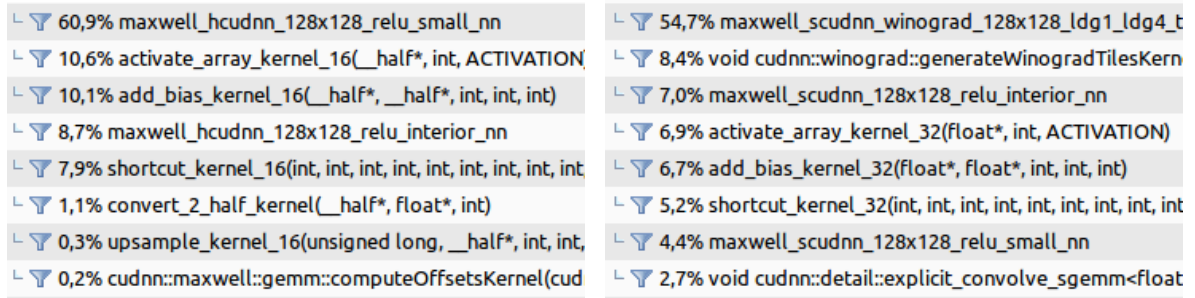 60,9% maxwell_hcudnn_128x128_relu_small_nn
10,6% activate_array_kernel_16(__half*, int, ACTIVATION)
10,1% add_bias_kernel_16(__half*, __half*, int, int, int)
8,7% maxwell_hcudnn_128x128_relu_interior_nn
7,9% shortcut_kernel_16(int, int, int, int, int, int, int, int, int,
1,1% convert_2_half_kernel(__half*, float*, int)
0,3% upsample_kernel_16(unsigned long, __half*, int, int,
0,2% cudnn::maxwell::gemm::computeOffsetsKernel(cud
54,7% maxwell_scudnn_winograd_128x128_ldg1_ldg4_t
8,4% void cudnn::winograd::generateWinogradTilesKerne
7,0% maxwell_scudnn_128x128_relu_interior_nn
6,9% activate_array_kernel_32(float*, int, ACTIVATION)
6,7% add_bias_kernel_32(float*, float*, int, int, int)
5,2% shortcut_kernel_32(int, int, int, int, int, int, int, int, int
4,4% maxwell_scudnn_128x128_relu_small_nn
2,7% void cudnn::detail::explicit_convolve_sgemm<float